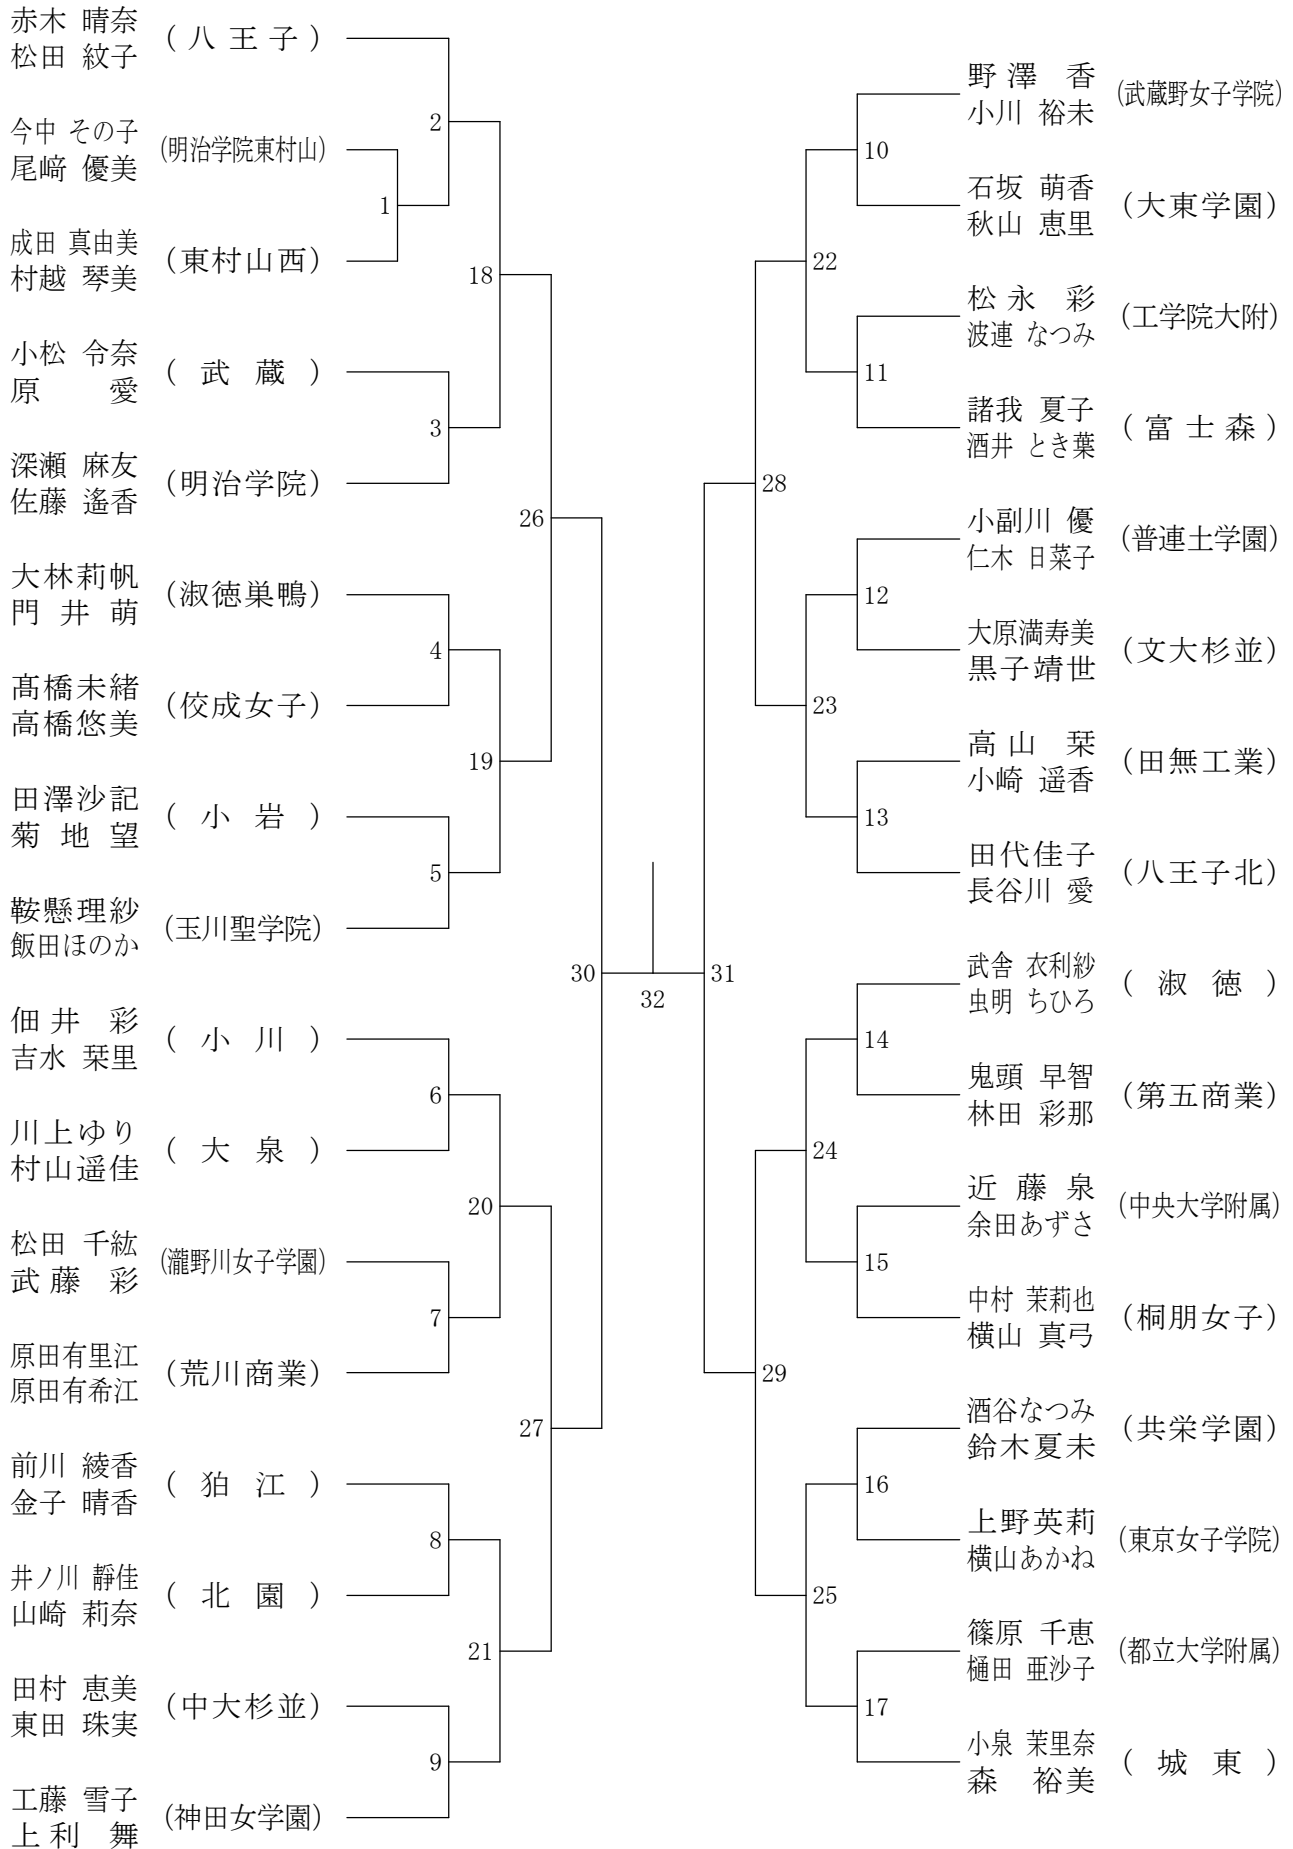 赤木 晴奈
松田 紋子
(八王子)
今中 その子
尾﨑 優美
(明治学院東村山)
成田 真由美
村越 琴美
(東村山西)
小松 令奈
原 愛
(武蔵)
深瀬 麻友
佐藤 遙香
(明治学院)
大林莉帆
門井萌
(淑徳巣鴨)
髙橋未緒
高橋悠美
(佼成女子)
田澤沙記
菊地望
(小岩)
鞍懸理紗
飯田ほのか
(玉川聖学院)
佃井 彩
吉水 栞里
(小川)
川上ゆり
村山遥佳
(大泉)
松田 千紘
武藤 彩
(瀧野川女子学園)
原田有里江
原田有希江
(荒川商業)
前川 綾香
金子 晴香
(狛江)
井ノ川 靜佳
山崎 莉奈
(北園)
田村 恵美
東田 珠実
(中大杉並)
工藤 雪子
上利 舞
(神田女学園)
1
2
3
4
5
6
7
8
9
18
19
20
21
26
27
30
32
31
28
29
22
23
24
25
10
11
12
13
14
15
16
17
野澤 香
小川 裕未
(武蔵野女子学院)
石坂 萌香
秋山 恵里
(大東学園)
松永 彩
波連 なつみ
(工学院大附)
諸我 夏子
酒井 とき葉
(富士森)
小副川 優
仁木 日菜子
(普連士学園)
大原満寿美
黒子靖世
(文大杉並)
高山 栞
小崎 遥香
(田無工業)
田代佳子
長谷川 愛
(八王子北)
武舎 衣利紗
虫明 ちひろ
(淑徳)
鬼頭 早智
林田 彩那
(第五商業)
近藤泉
余田あずさ
(中央大学附属)
中村 茉莉也
横山 真弓
(桐朋女子)
酒谷なつみ
鈴木夏未
(共栄学園)
上野英莉
横山あかね
(東京女子学院)
篠原 千恵
樋田 亜沙子
(都立大学附属)
小泉 茉里奈
森 裕美
(城東)